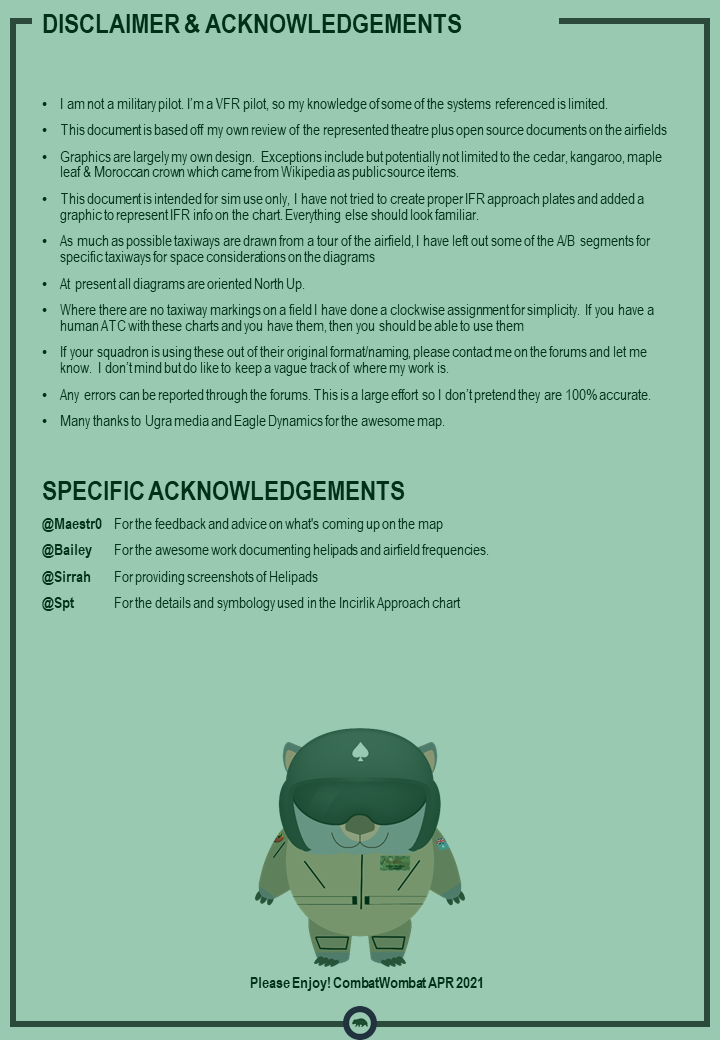 DISCLAIMER & ACKNOWLEDGEMENTS
• I am not a military pilot. I'm a VFR pilot, so my knowledge of some of the systems referenced is limited.
• This document is based off my own review of the represented theatre plus open source documents on the airfields
• Graphics are largely my own design. Exceptions include but potentially not limited to the cedar, kangaroo, maple
leaf & Moroccan crown which came from Wikipedia as public source items.
• This document is intended for sim use only, I have not tried to create proper IFR approach plates and added a
graphic to represent IFR info on the chart. Everything else should look familiar.
• As much as possible taxiways are drawn from a tour of the airfield, I have left out some of the A/B segments for
specific taxiways for space considerations on the diagrams
• At present all diagrams are oriented North Up.
• Where there are no taxiway markings on a field I have done a clockwise assignment for simplicity. If you have a
human ATC with these charts and you have them, then you should be able to use them
• If your squadron is using these out of their original format/naming, please contact me on the forums and let me
know. I don't mind but do like to keep a vague track of where my work is.
• Any errors can be reported through the forums. This is a large effort so I don't pretend they are 100% accurate.
• Many thanks to Ugra media and Eagle Dynamics for the awesome map.
SPECIFIC ACKNOWLEDGEMENTS
@Maestr0 For the feedback and advice on what's coming up on the map
@Bailey For the awesome work documenting helipads and airfield frequencies.
@Sirrah For providing screenshots of Helipads
@Spt For the details and symbology used in the Incirlik Approach chart
Please Enjoy! CombatWombat APR 2021